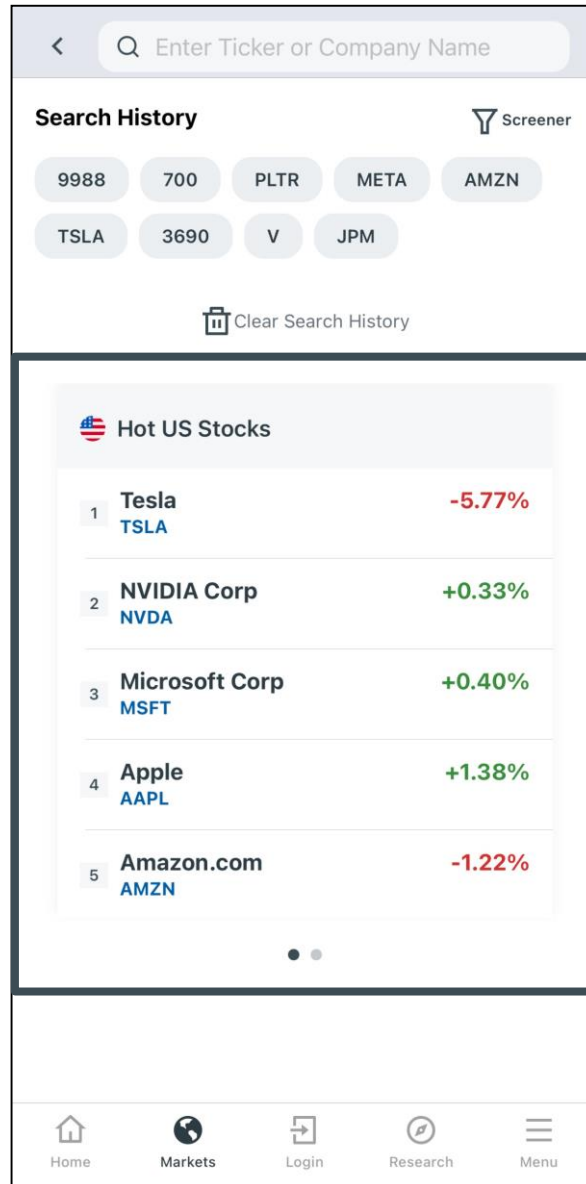 Enter Ticker or Company Name
Search History
Screener
9988 700 PLTR META AMZN
TSLA 3690 V JPM
Clear Search History
Hot US Stocks
1 Tesla -5.77%
TSLA
2 NVIDIA Corp +0.33%
NVDA
3 Microsoft Corp +0.40%
MSFT
4 Apple +1.38%
AAPL
5 Amazon.com -1.22%
AMZN
Home Markets Login Research Menu